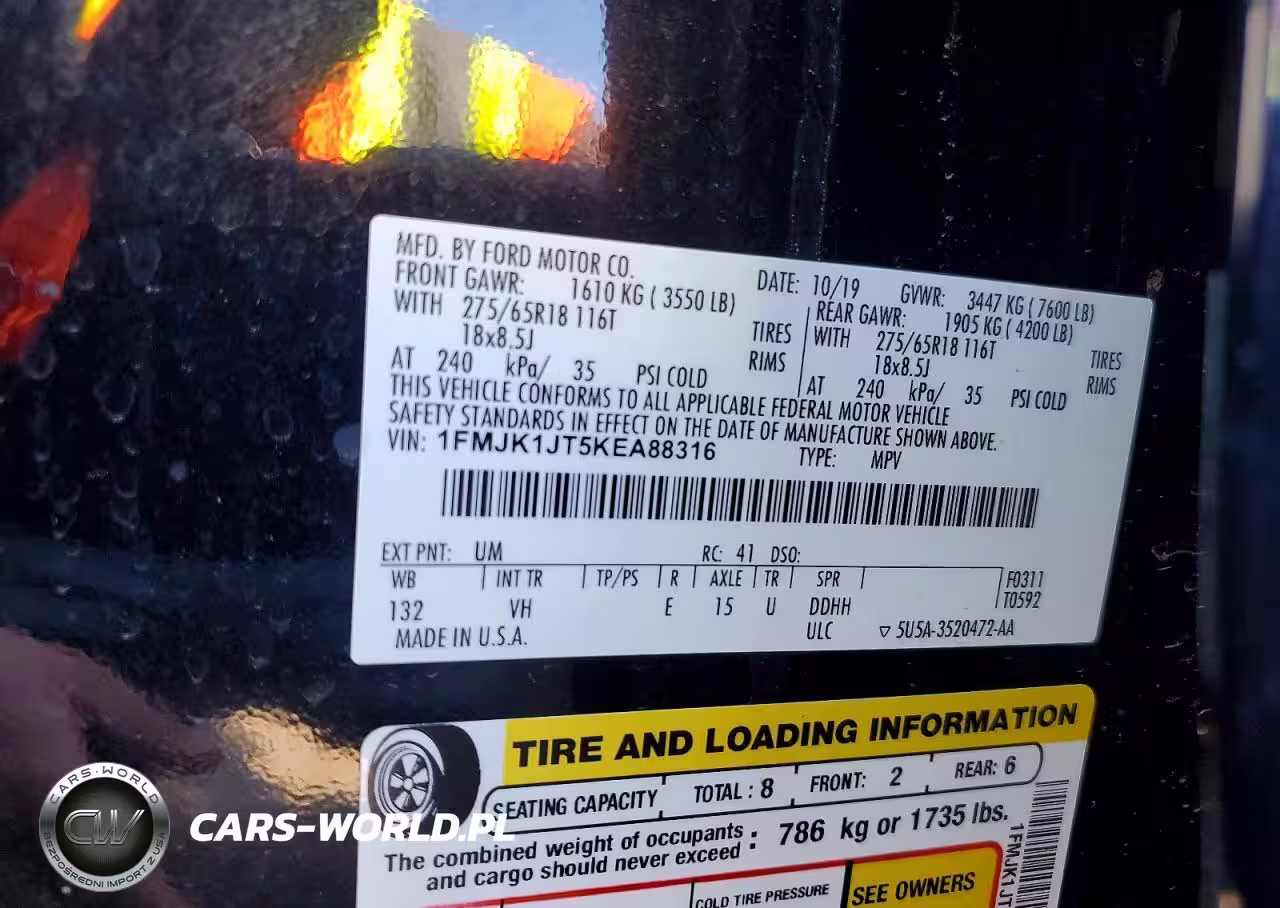 MFD. BY FORD MOTOR CO.
DATE: 10/19 GVWR: 3447 KG ( 7600 LB)
FRONT GAWR: 1610 KG ( 3550 LB)
REAR GAWR: 1905 KG ( 4200 LB)
WITH 275/65R18 116T TIRES
WITH 275/65R18 116T TIRES
18x8.5J RIMS
18x8.5J RIMS
AT 240 kPa/ 35 PSI COLD
AT 240 kPa/ 35 PSI COLD
THIS VEHICLE CONFORMS TO ALL APPLICABLE FEDERAL MOTOR VEHICLE
SAFETY STANDARDS IN EFFECT ON THE DATE OF MANUFACTURE SHOWN ABOVE.
VIN: 1FMJK1JT5KEA88316 TYPE: MPV
EXT PNT: UM RC: 41 DSO:
WB INT TR TP/PS R AXLE TR SPR F0311
132 VH E 15 U DDHH T0592
MADE IN U.S.A. ULC ▽ 5U5A-3520472-AA
TIRE AND LOADING INFORMATION
SEATING CAPACITY TOTAL : 8 FRONT: 2 REAR: 6
The combined weight of occupants : 786 kg or 1735 lbs.
and cargo should never exceed
COLD TIRE PRESSURE SEE OWNERS
1FMJK1JT
CARS-WORLD
CW
BEZPOŚREDNI IMPORT Z USA
CARS-WORLD.PL